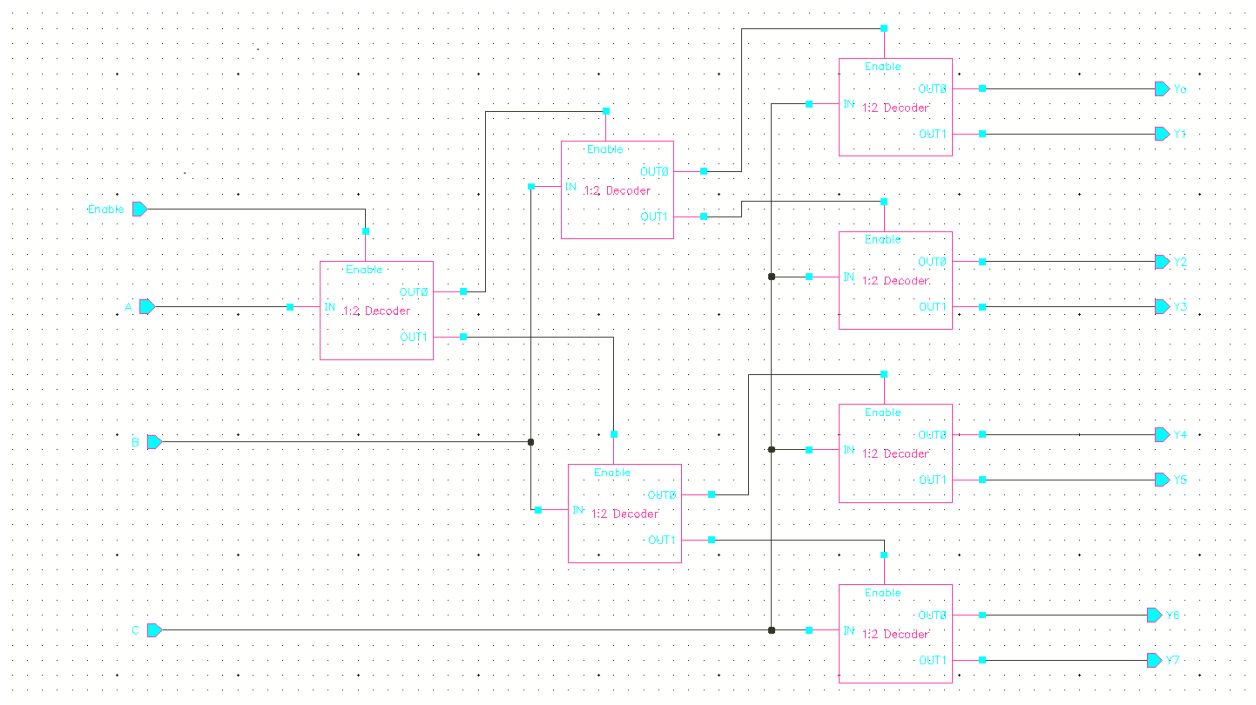 Enable
OUT0
IN
1:2 Decoder
OUT1
Yo
Y1
Enable
OUT0
IN
1:2 Decoder
OUT1
Enable
Enable
OUT0
IN
1:2 Decoder
OUT1
Y2
Y3
Enable
OUT0
A
IN
1:2 Decoder
OUT1
Enable
OUT0
IN
1:2 Decoder
OUT1
Y4
Y5
B
Enable
OUT0
IN
1:2 Decoder
OUT1
Enable
OUT0
C
IN
1:2 Decoder
OUT1
Y6
Y7